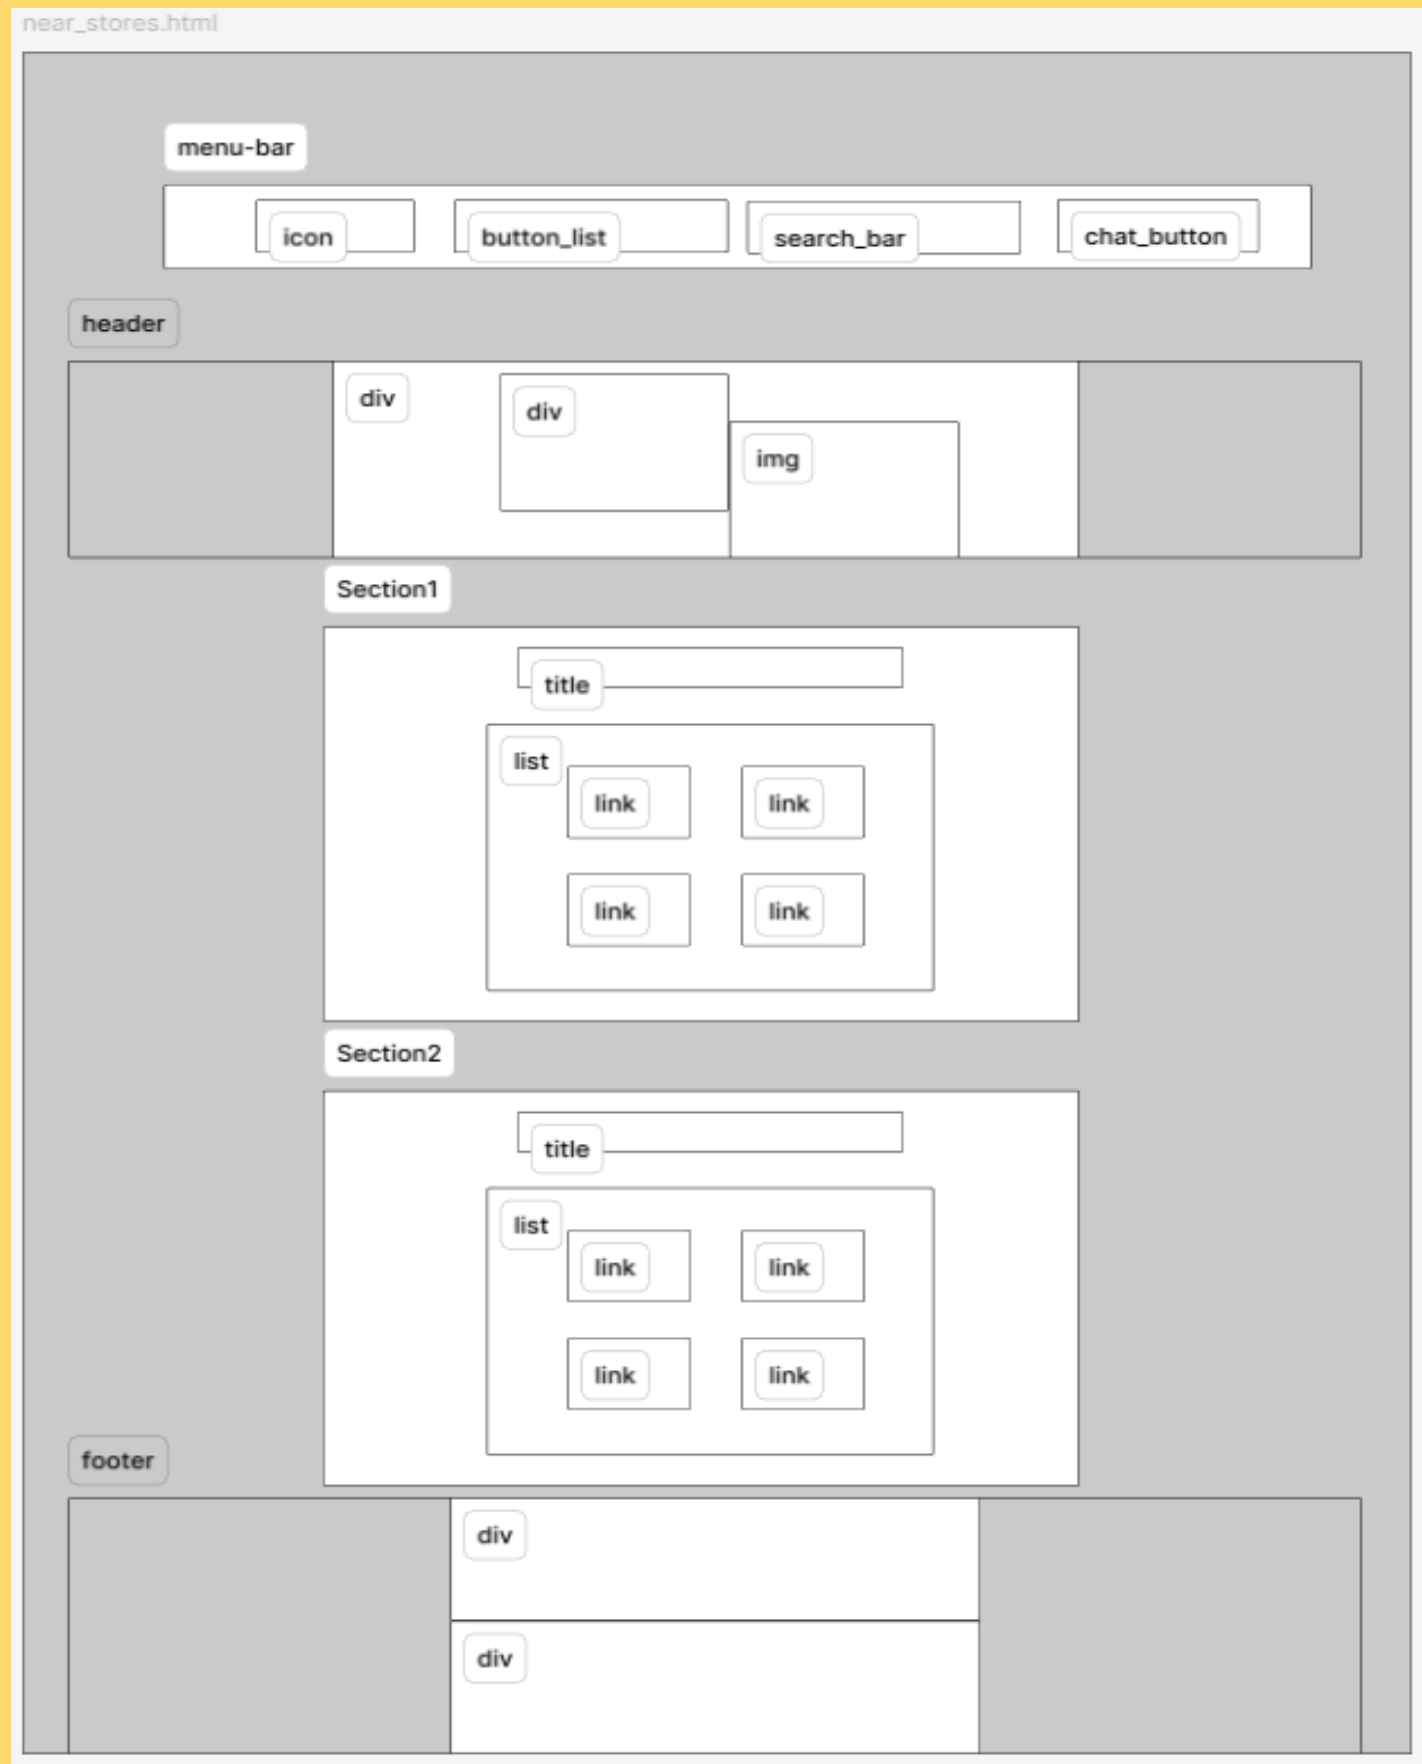 near_stores.html
menu-bar
icon button_list search_bar chat_button
header
div div
img
Section1
title
list
link link
link link
Section2
title
list
link link
link link
footer
div
div